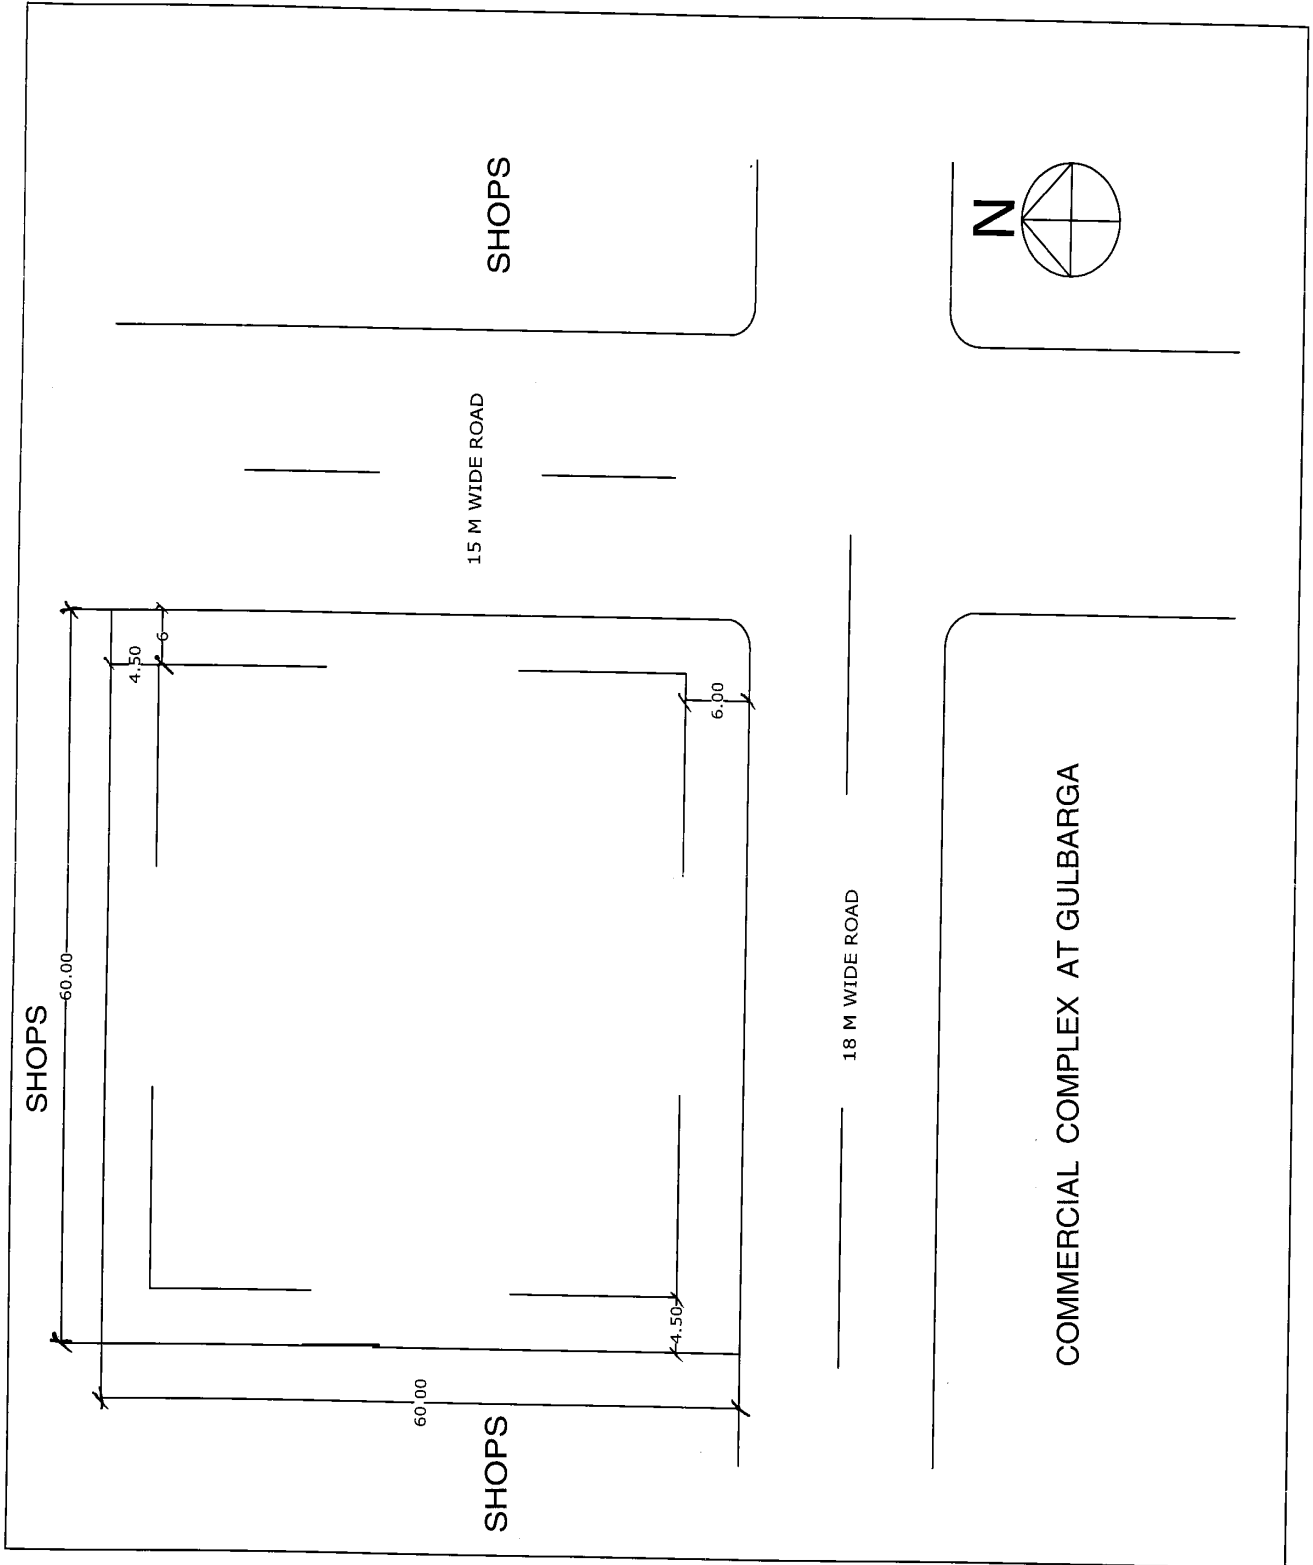 SHOPS
60.00
4.50
6
15 M WIDE ROAD
SHOPS
6.00
60.00
SHOPS
4.50
18 M WIDE ROAD
N
COMMERCIAL COMPLEX AT GULBARGA